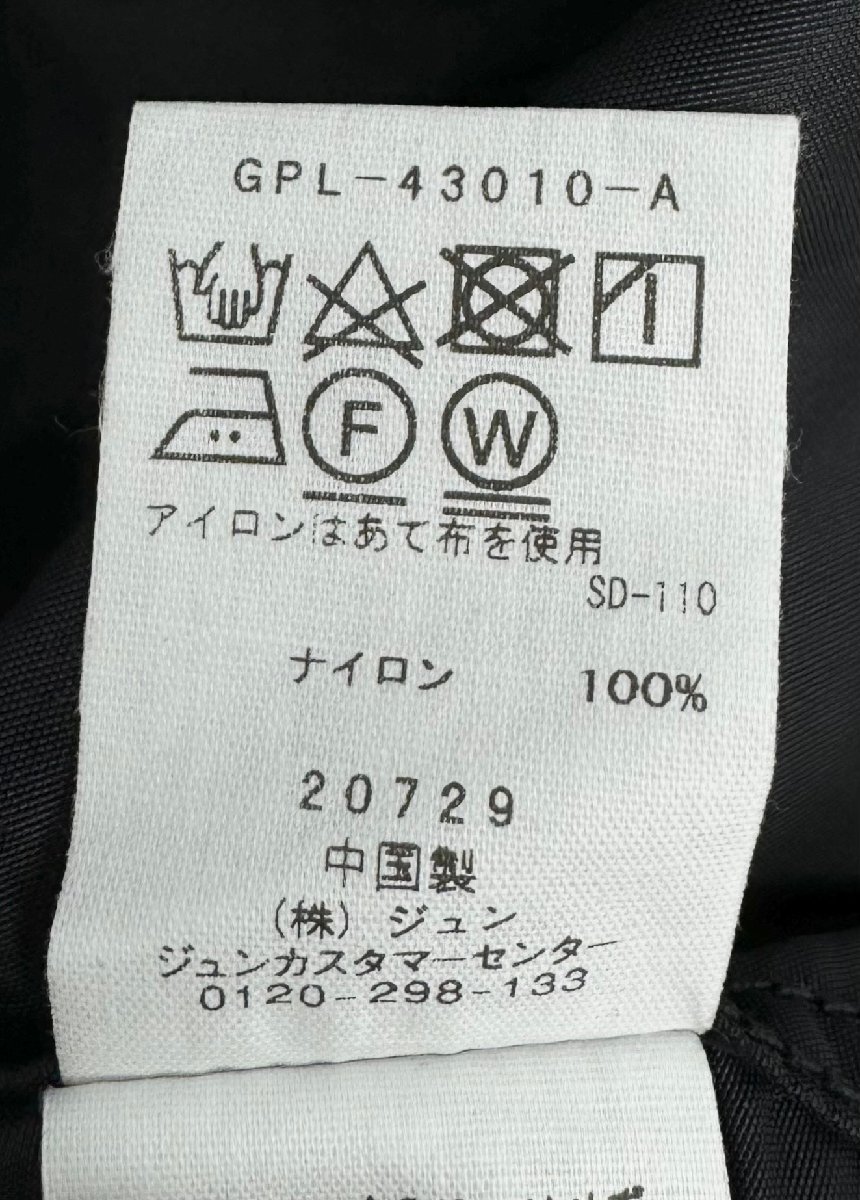 GPL-43010-A
F W
アイロンはあて布を使用
SD-110
ナイロン 100%
20729
中国製
(株) ジュン
ジュンカスタマーセンター
0120-298-133